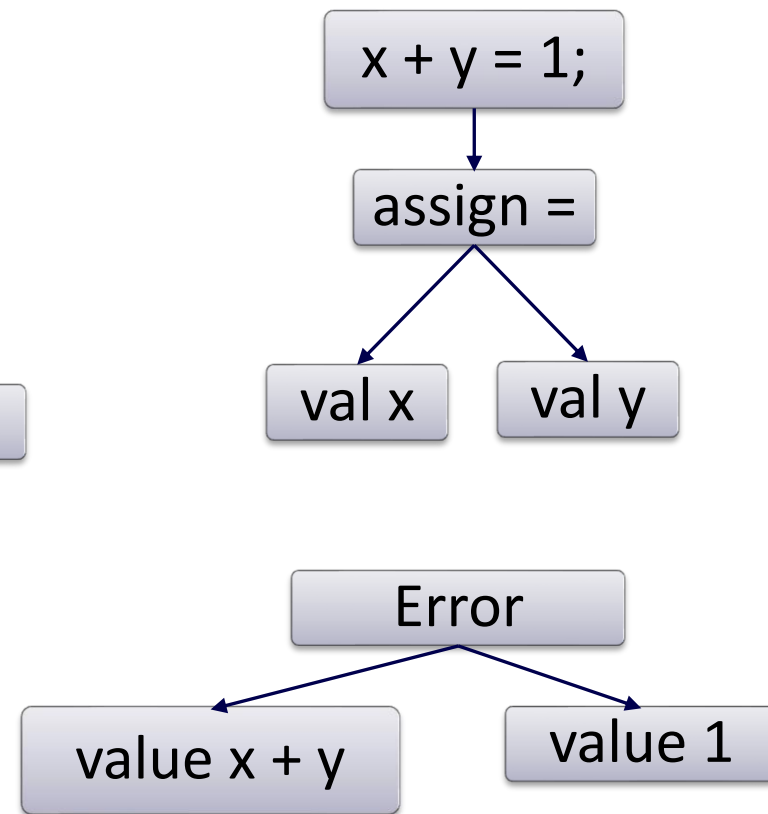 x + y = 1;
assign =
val x
val y
Error
value x + y
value 1